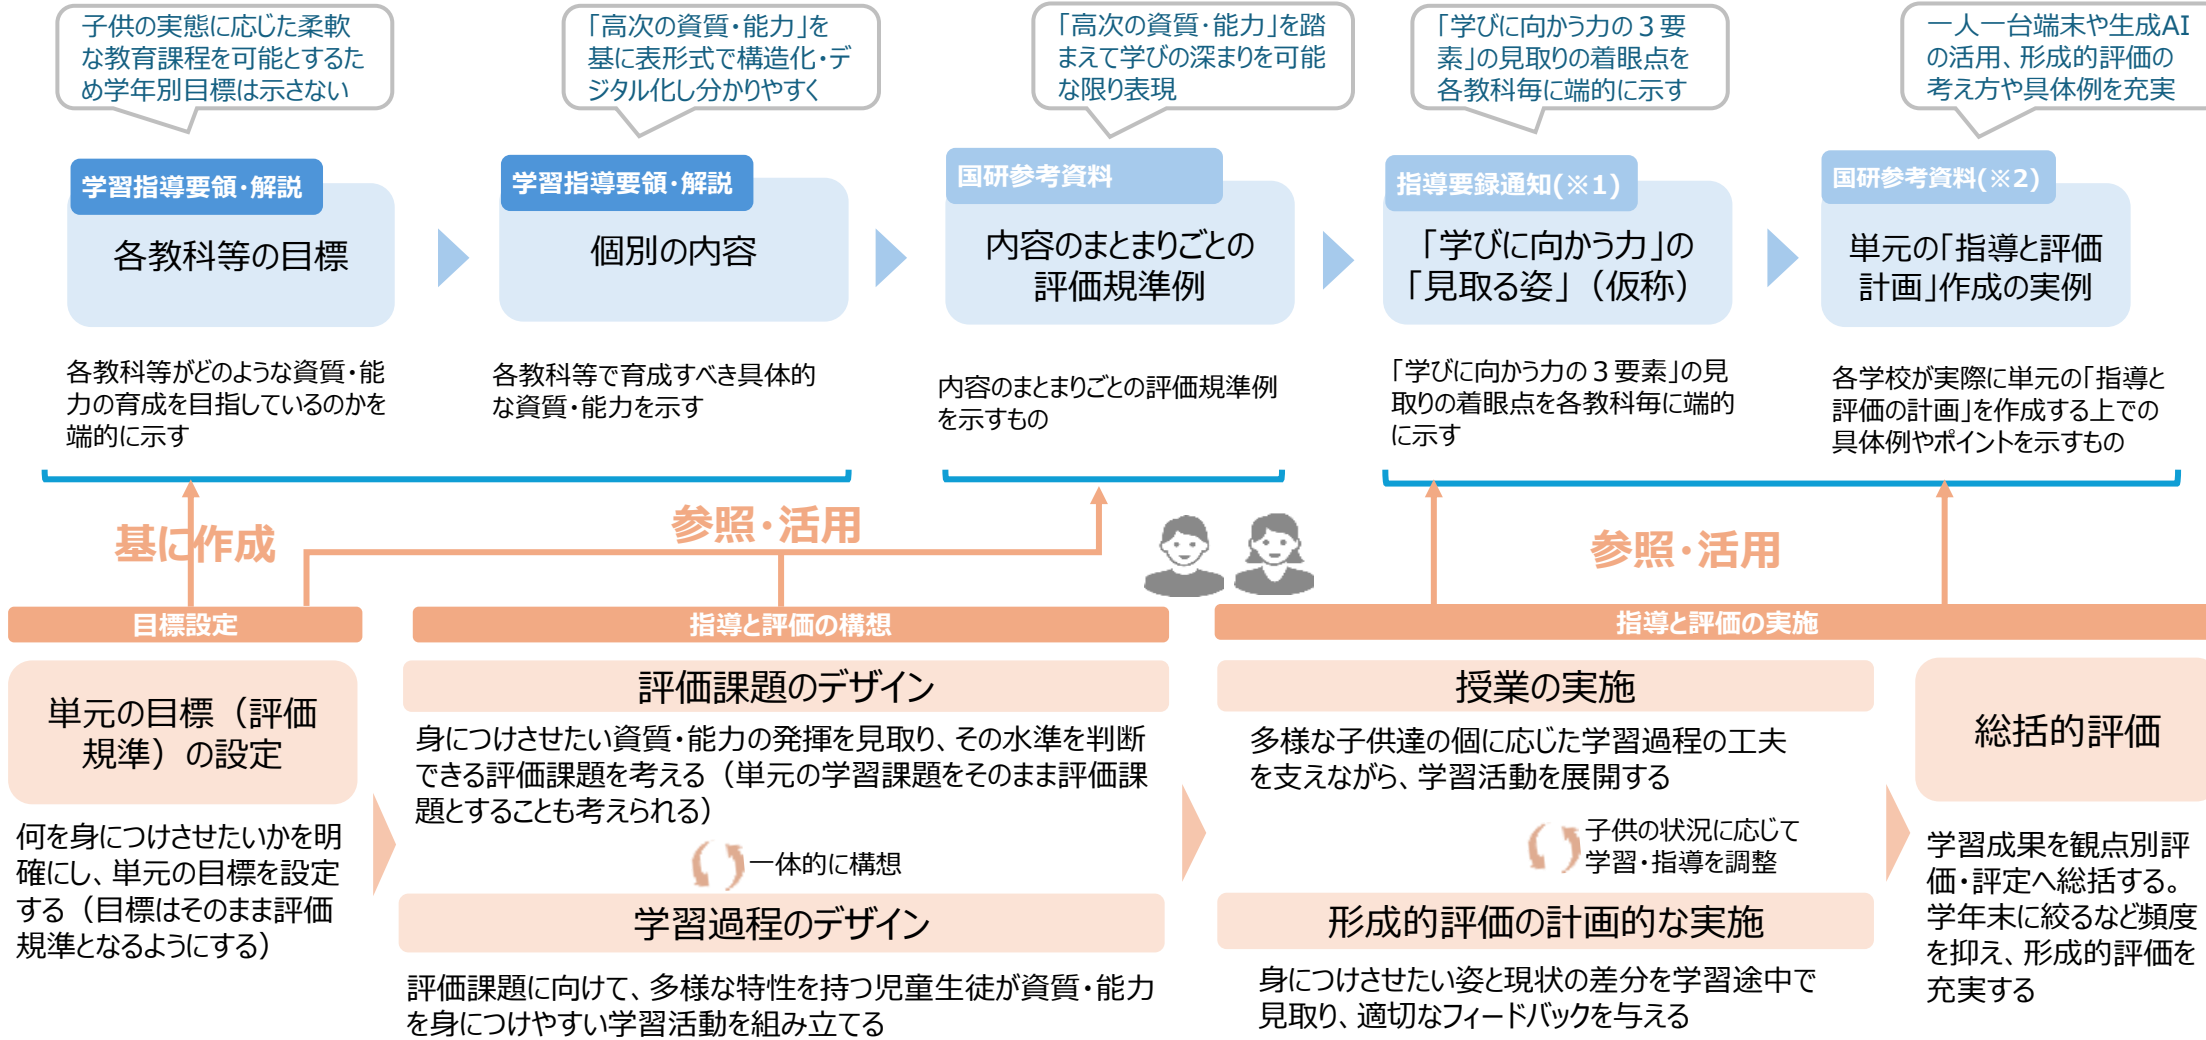 子供の実態に応じた柔軟
な教育課程を可能とするた
め学年別目標は示さない
「高次の資質・能力」を
基に表形式で構造化・デ
ジタル化し分かりやすく
「高次の資質・能力」を踏
まえて学びの深まりを可能
な限り表現
「学びに向かう力の３要
素」の見取りの着眼点を
各教科毎に端的に示す
一人一台端末や生成AI
の活用、形成的評価の
考え方や具体例を充実
学習指導要領・解説
各教科等の目標
学習指導要領・解説
個別の内容
国研参考資料
内容のまとまりごとの
評価規準例
指導要録通知(※1)
「学びに向かう力」の
「見取る姿」（仮称）
国研参考資料(※2)
単元の「指導と評価
計画」作成の実例
各教科等がどのような資質・能
力の育成を目指しているのかを
端的に示す
各教科等で育成すべき具体的
な資質・能力を示す
内容のまとまりごとの評価規準例
を示すもの
「学びに向かう力の３要素」の見
取りの着眼点を各教科毎に端的
に示す
各学校が実際に単元の「指導と
評価の計画」を作成する上での
具体例やポイントを示すもの
基に作成
参照・活用
参照・活用
目標設定
指導と評価の構想
指導と評価の実施
単元の目標（評価
規準）の設定
何を身につけさせたいかを明
確にし、単元の目標を設定
する（目標はそのまま評価
規準となるようにする）
評価課題のデザイン
身につけさせたい資質・能力の発揮を見取り、その水準を判断
できる評価課題を考える（単元の学習課題をそのまま評価課
題とすることも考えられる）
一体的に構想
学習過程のデザイン
評価課題に向けて、多様な特性を持つ児童生徒が資質・能力
を身につけやすい学習活動を組み立てる
授業の実施
多様な子供達の個に応じた学習過程の工夫
を支えながら、学習活動を展開する
子供の状況に応じて
学習・指導を調整
形成的評価の計画的な実施
身につけさせたい姿と現状の差分を学習途中で
見取り、適切なフィードバックを与える
総括的評価
学習成果を観点別評
価・評定へ総括する。
学年末に絞るなど頻度
を抑え、形成的評価を
充実する